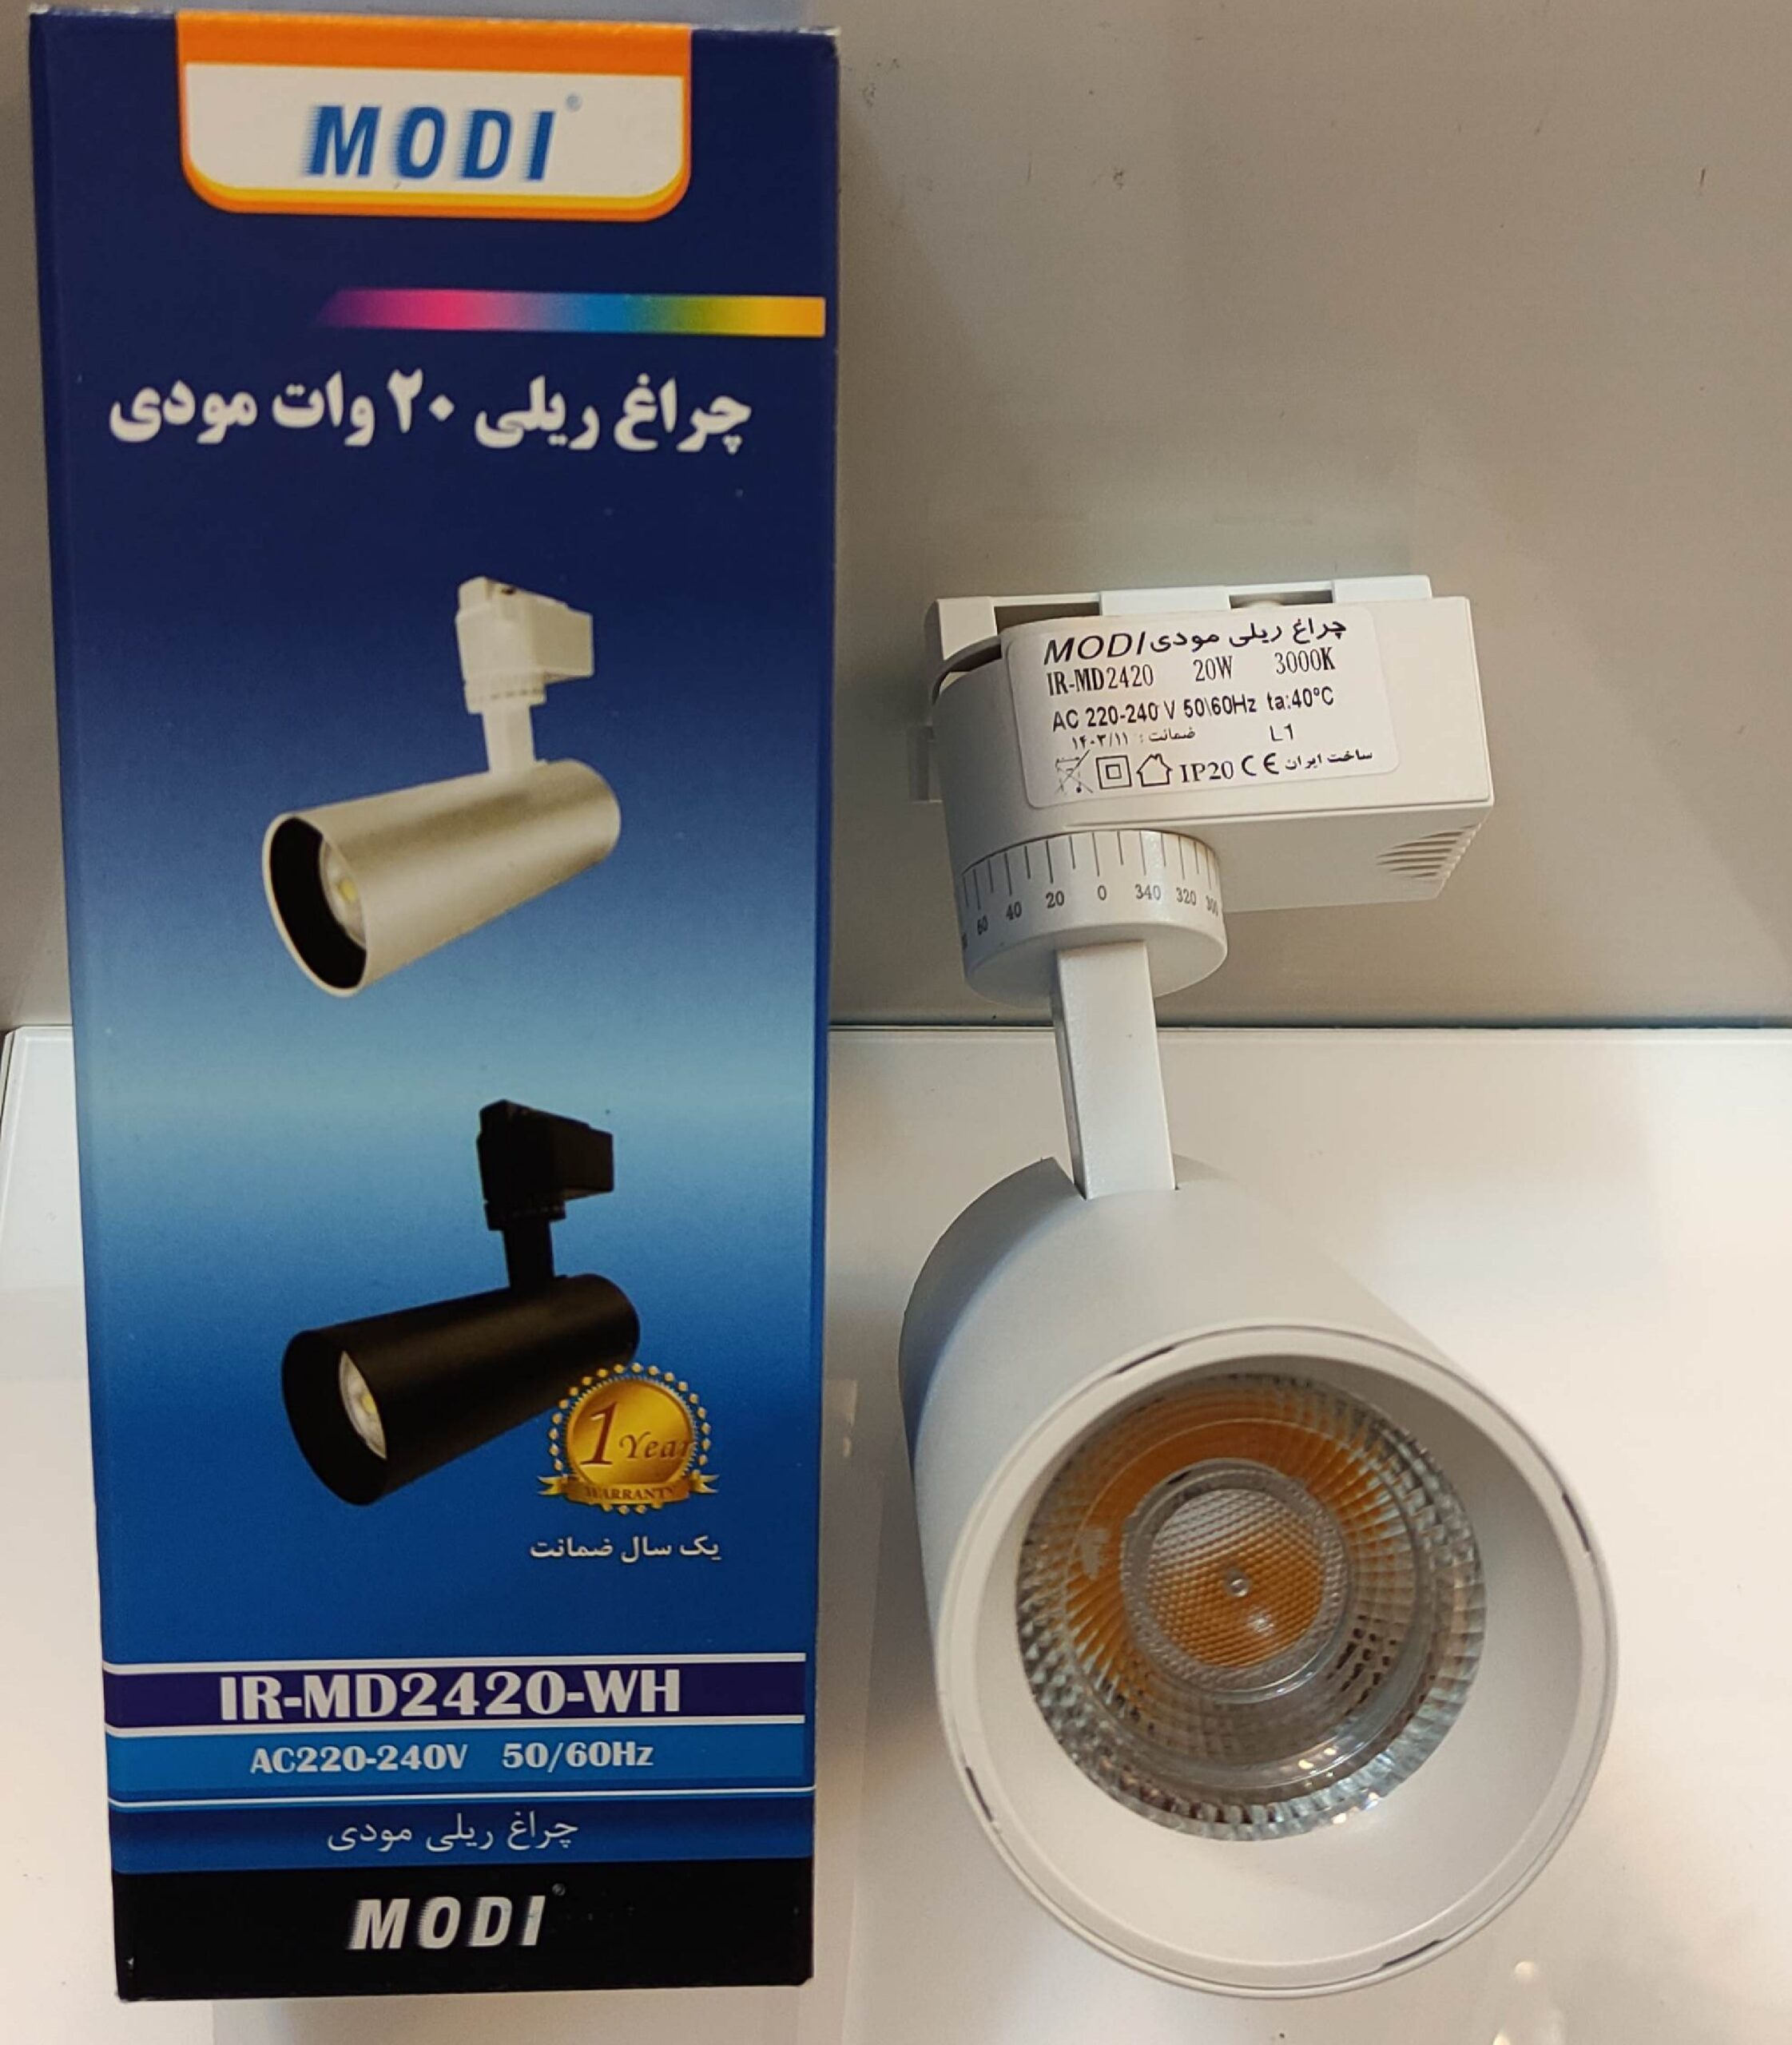 MODI®
چراغ ریلی ۲۰ وات مودی
1 Year
WARRANTY
یک سال ضمانت
IR-MD2420-WH
AC220-240V 50/60Hz
چراغ ریلی مودی
MODI®
چراغ ریلی مودی MODI
IR-MD2420 20W 3000K
AC 220-240 V 50\60Hz ta:40°C
ضمانت : ۱۴۰۳/۱۱ L1
IP20 CE ساخت ایران
60 40 20 0 340 320 300